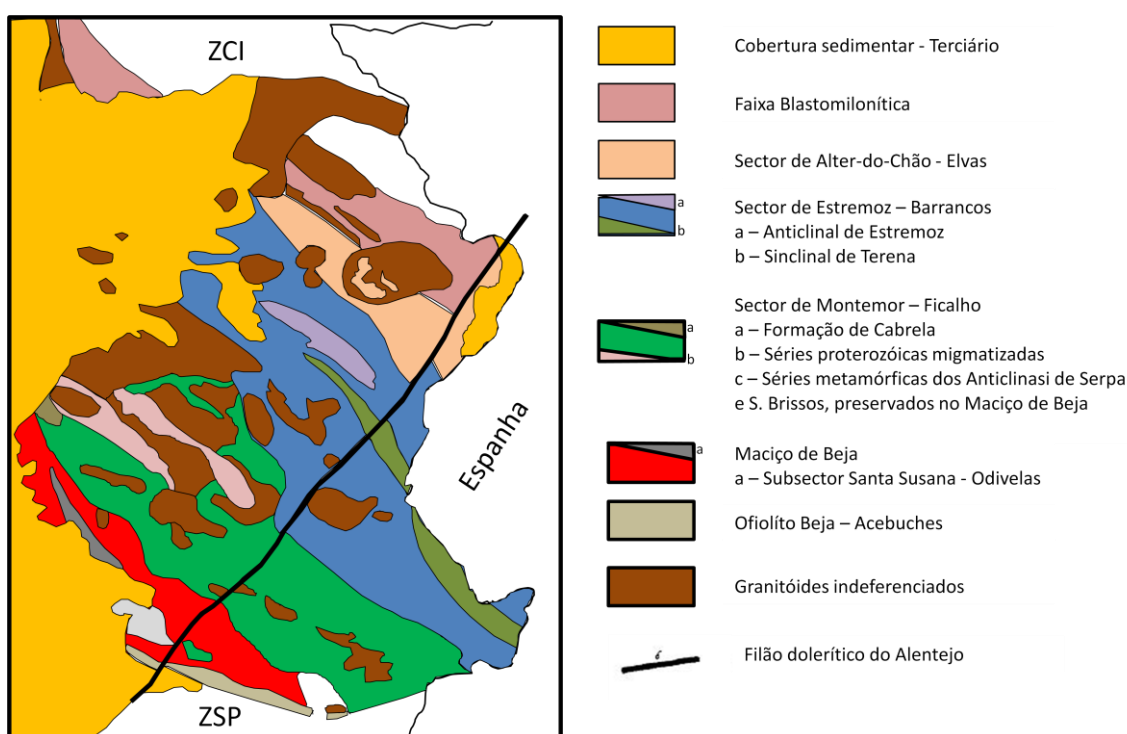 ZCI
Espanha
ZSP
Cobertura sedimentar - Terciário
Faixa Blastomilonítica
Sector de Alter-do-Chão - Elvas
a
b
Sector de Estremoz – Barrancos
a – Anticlinal de Estremoz
b – Sinclinal de Terena
a
b
Sector de Montemor – Ficalho
a – Formação de Cabrela
b – Séries proterozóicas migmatizadas
c – Séries metamórficas dos Anticlinasi de Serpa
e S. Brissos, preservados no Maciço de Beja
a
Maciço de Beja
a – Subsector Santa Susana - Odivelas
Ofiolíto Beja – Acebuches
Granitóides indeferenciados
Filão dolerítico do Alentejo